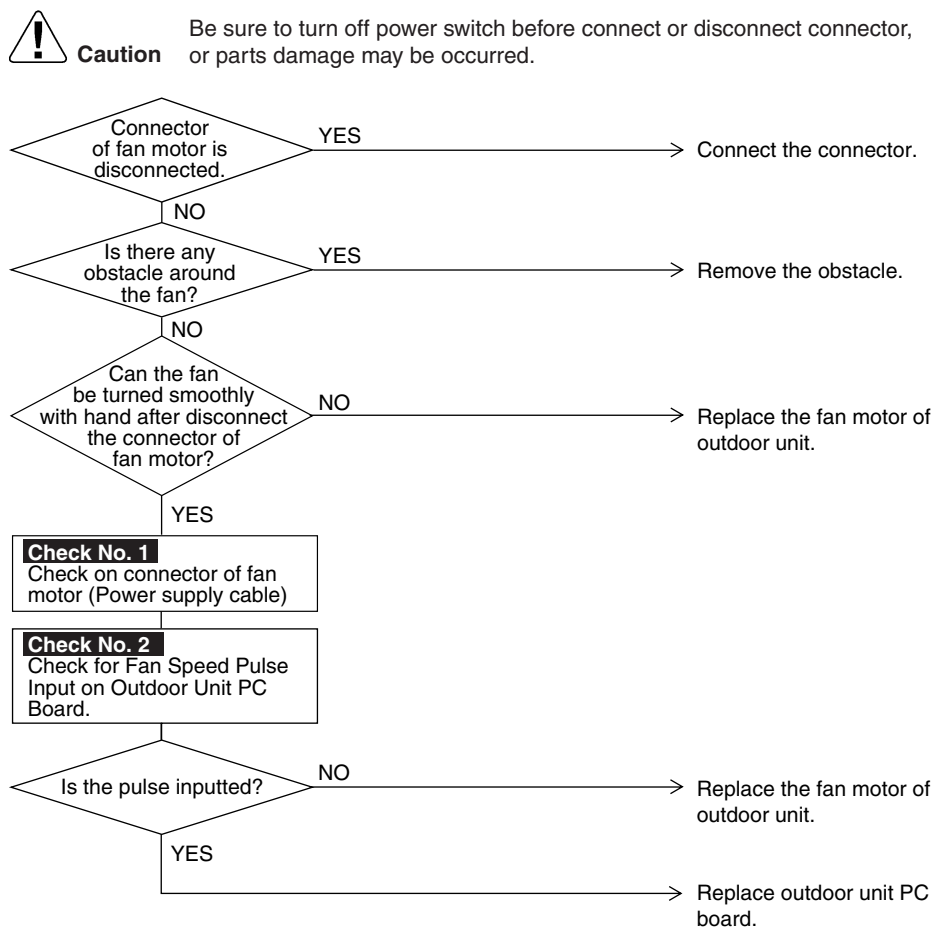 Caution
Be sure to turn off power switch before connect or disconnect connector,
or parts damage may be occurred.
Connector
of fan motor is
disconnected.
YES
Connect the connector.
NO
Is there any
obstacle around
the fan?
YES
Remove the obstacle.
NO
Can the fan
be turned smoothly
with hand after disconnect
the connector of
fan motor?
NO
Replace the fan motor of
outdoor unit.
YES
Check No. 1
Check on connector of fan
motor (Power supply cable)
Check No. 2
Check for Fan Speed Pulse
Input on Outdoor Unit PC
Board.
Is the pulse inputted?
NO
Replace the fan motor of
outdoor unit.
YES
Replace outdoor unit PC
board.